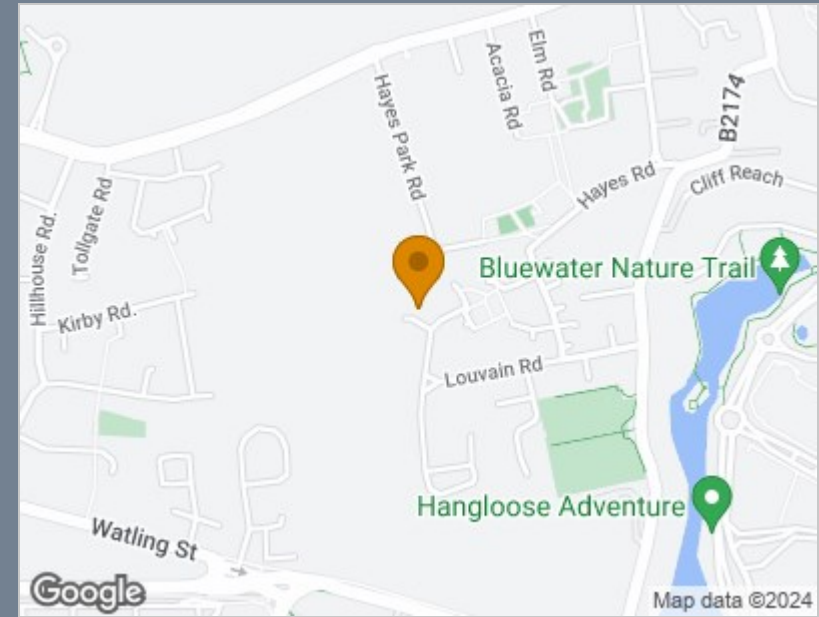 Elm Rd
Acacia Rd
Hayes Park Rd
B2174
Hayes Rd
Cliff Reach
Tollgate Rd
Hillhouse Rd.
Bluewater Nature Trail
Kirby Rd.
Louvain Rd
Hangloose Adventure
Watling St
Google
Map data ©2024